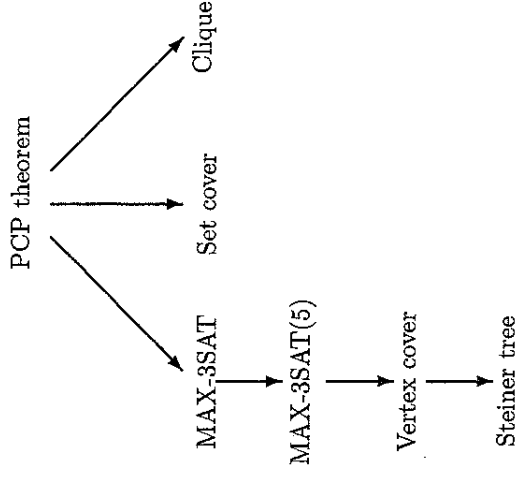 PCP theorem
MAX-3SAT
Set cover
Clique
MAX-3SAT(5)
Vertex cover
Steiner tree